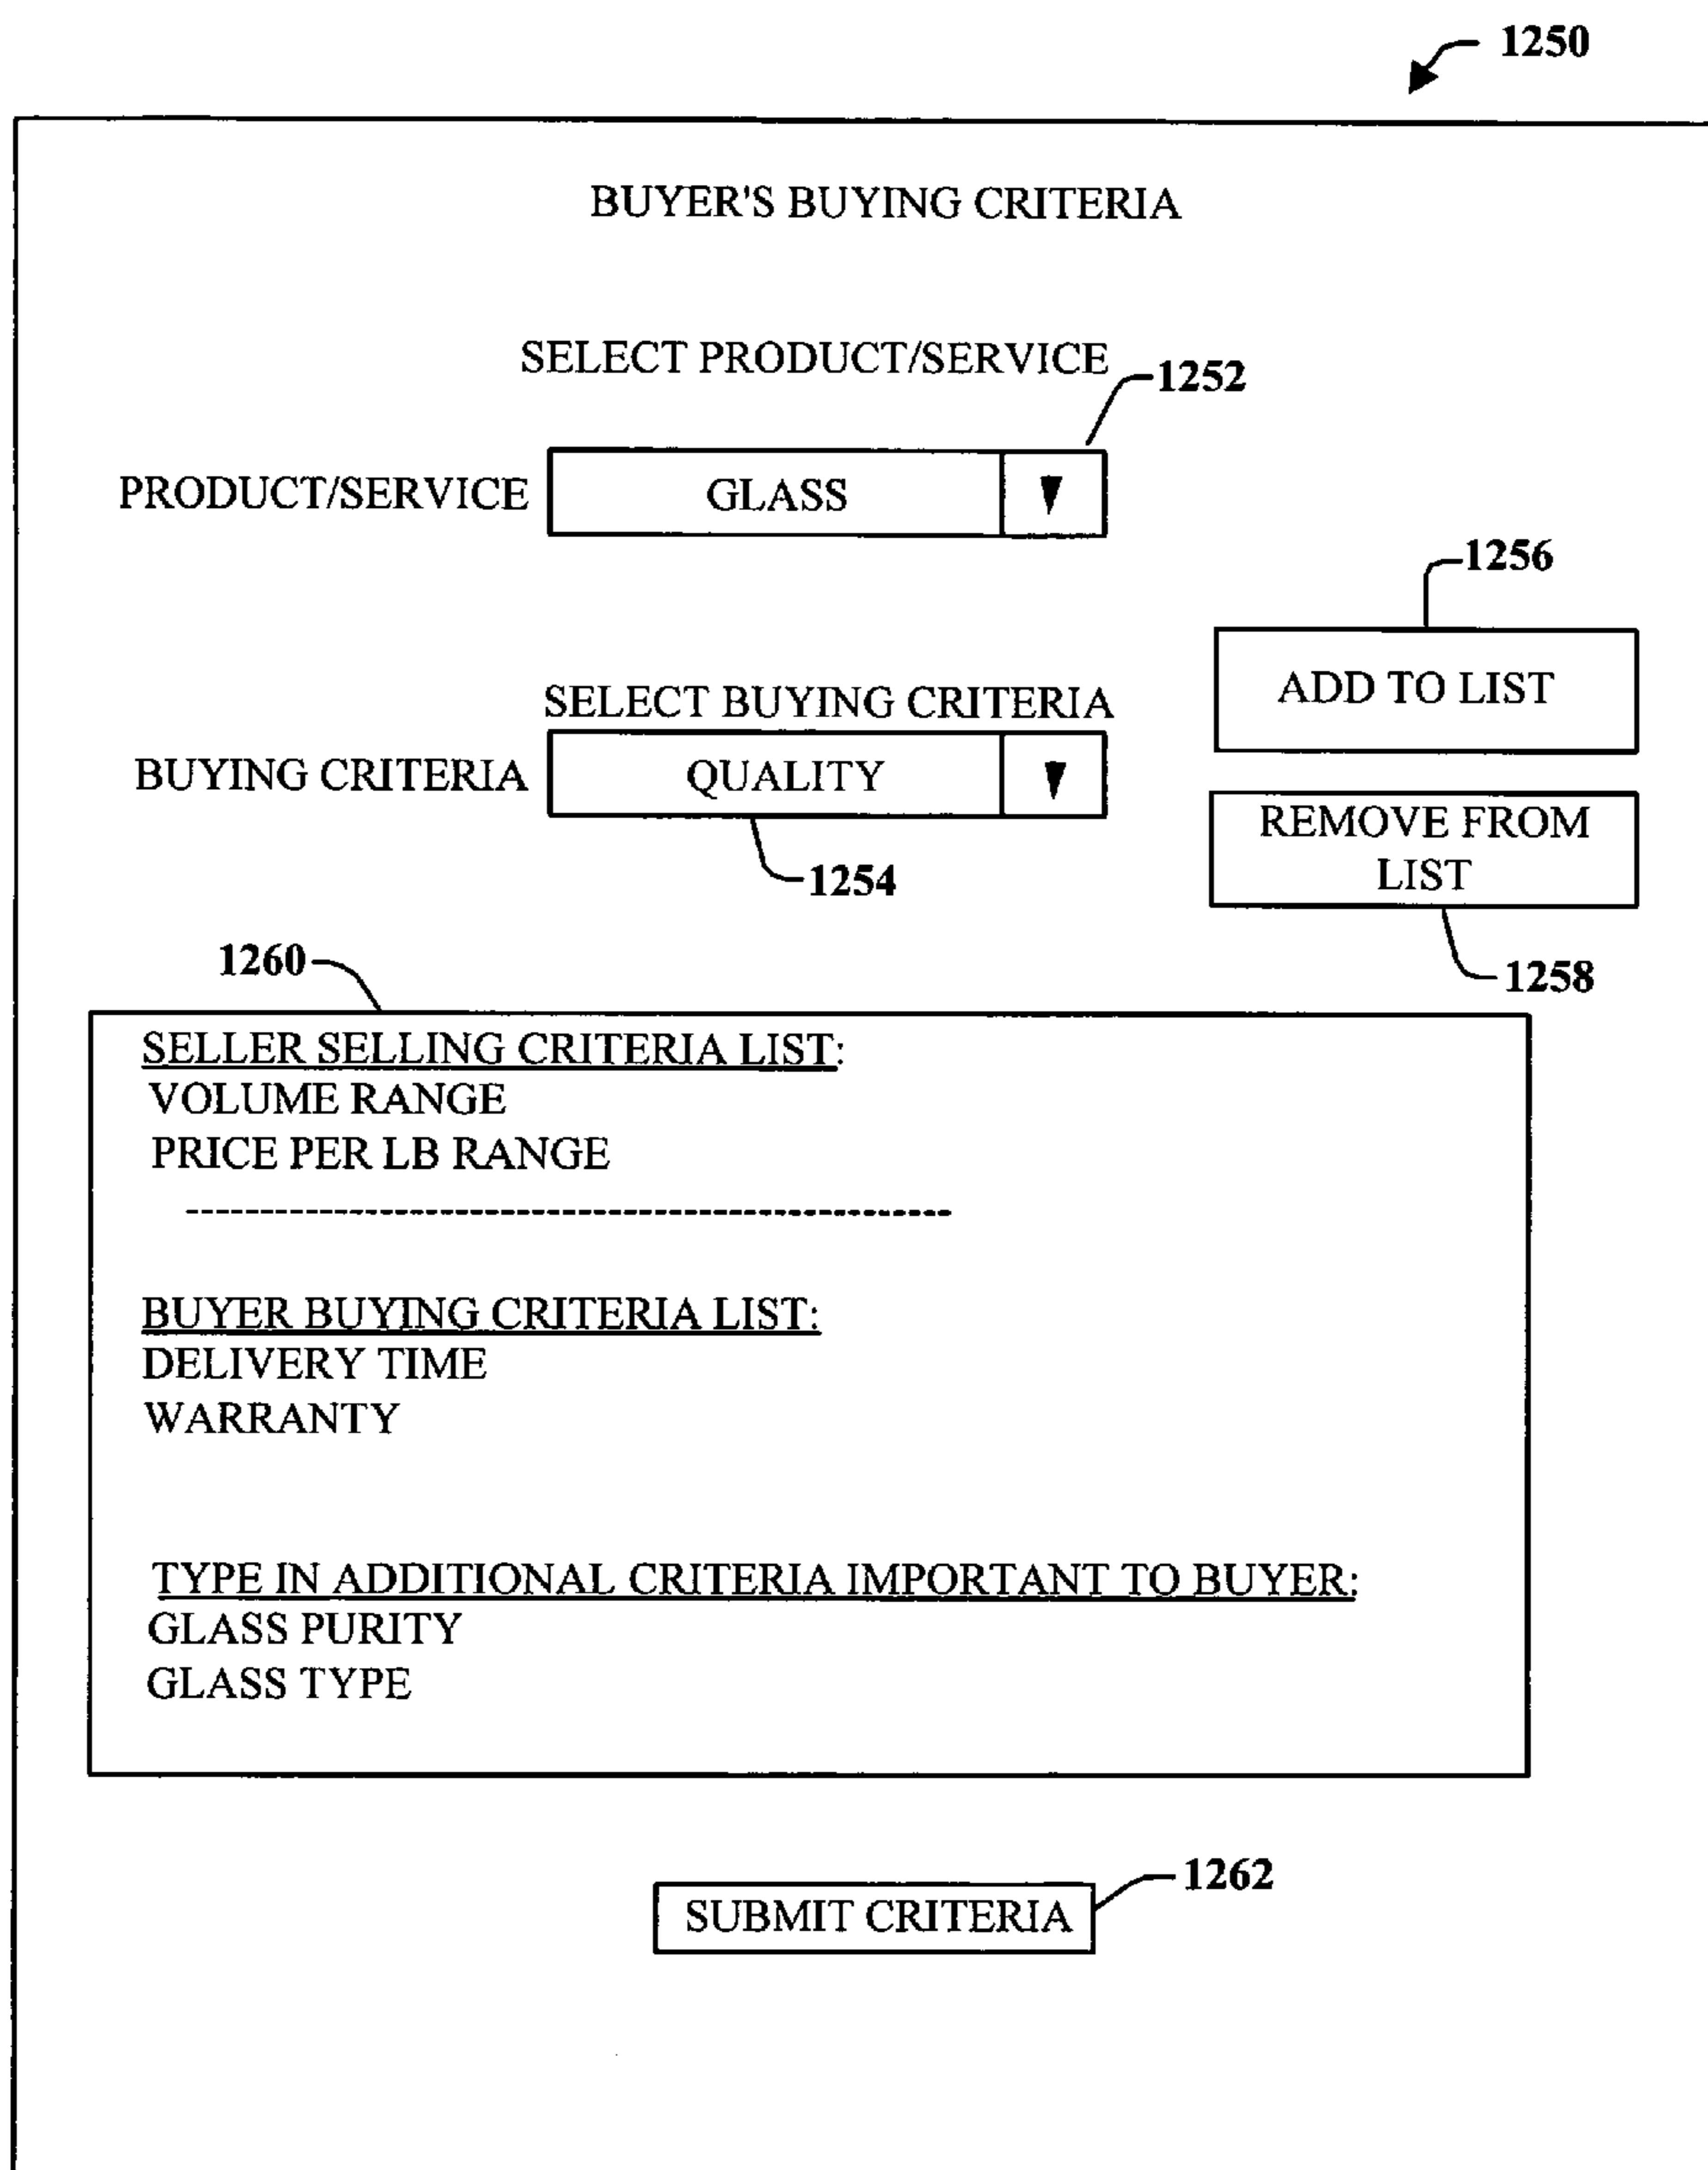 1250
BUYER'S BUYING CRITERIA
SELECT PRODUCT/SERVICE
1252
PRODUCT/SERVICE
GLASS
1256
ADD TO LIST
SELECT BUYING CRITERIA
BUYING CRITERIA
QUALITY
REMOVE FROM
LIST
1254
1258
1260
SELLER SELLING CRITERIA LIST:
VOLUME RANGE
PRICE PER LB RANGE
--------------------------------------------------
BUYER BUYING CRITERIA LIST:
DELIVERY TIME
WARRANTY
TYPE IN ADDITIONAL CRITERIA IMPORTANT TO BUYER:
GLASS PURITY
GLASS TYPE
1262
SUBMIT CRITERIA